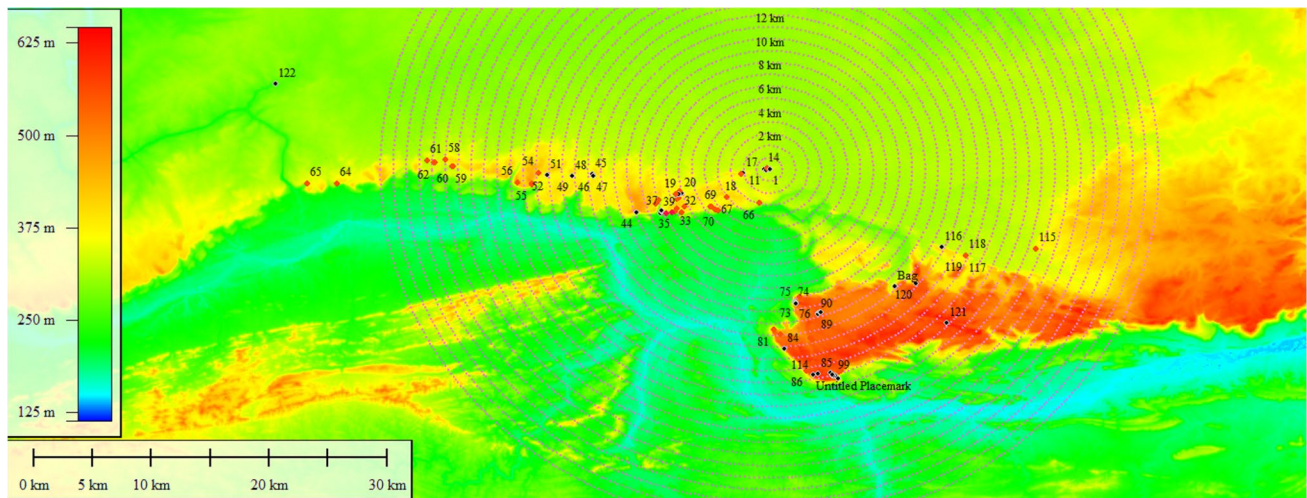 625 m
500 m
375 m
250 m
125 m
0 km 5 km 10 km 20 km 30 km
12 km
10 km
8 km
6 km
4 km
2 km
122
65 64
61 58
62 60 59
54 51 48 45
56
55 52 49 46 47
17 14
11 1
19 20
18
37 39 32 69
44 35 33 70 67 66
116 118 115
119 117
Bag
120
75 74 90
73 76 89
121
81 84
114 85 99
86 Untitled Placemark